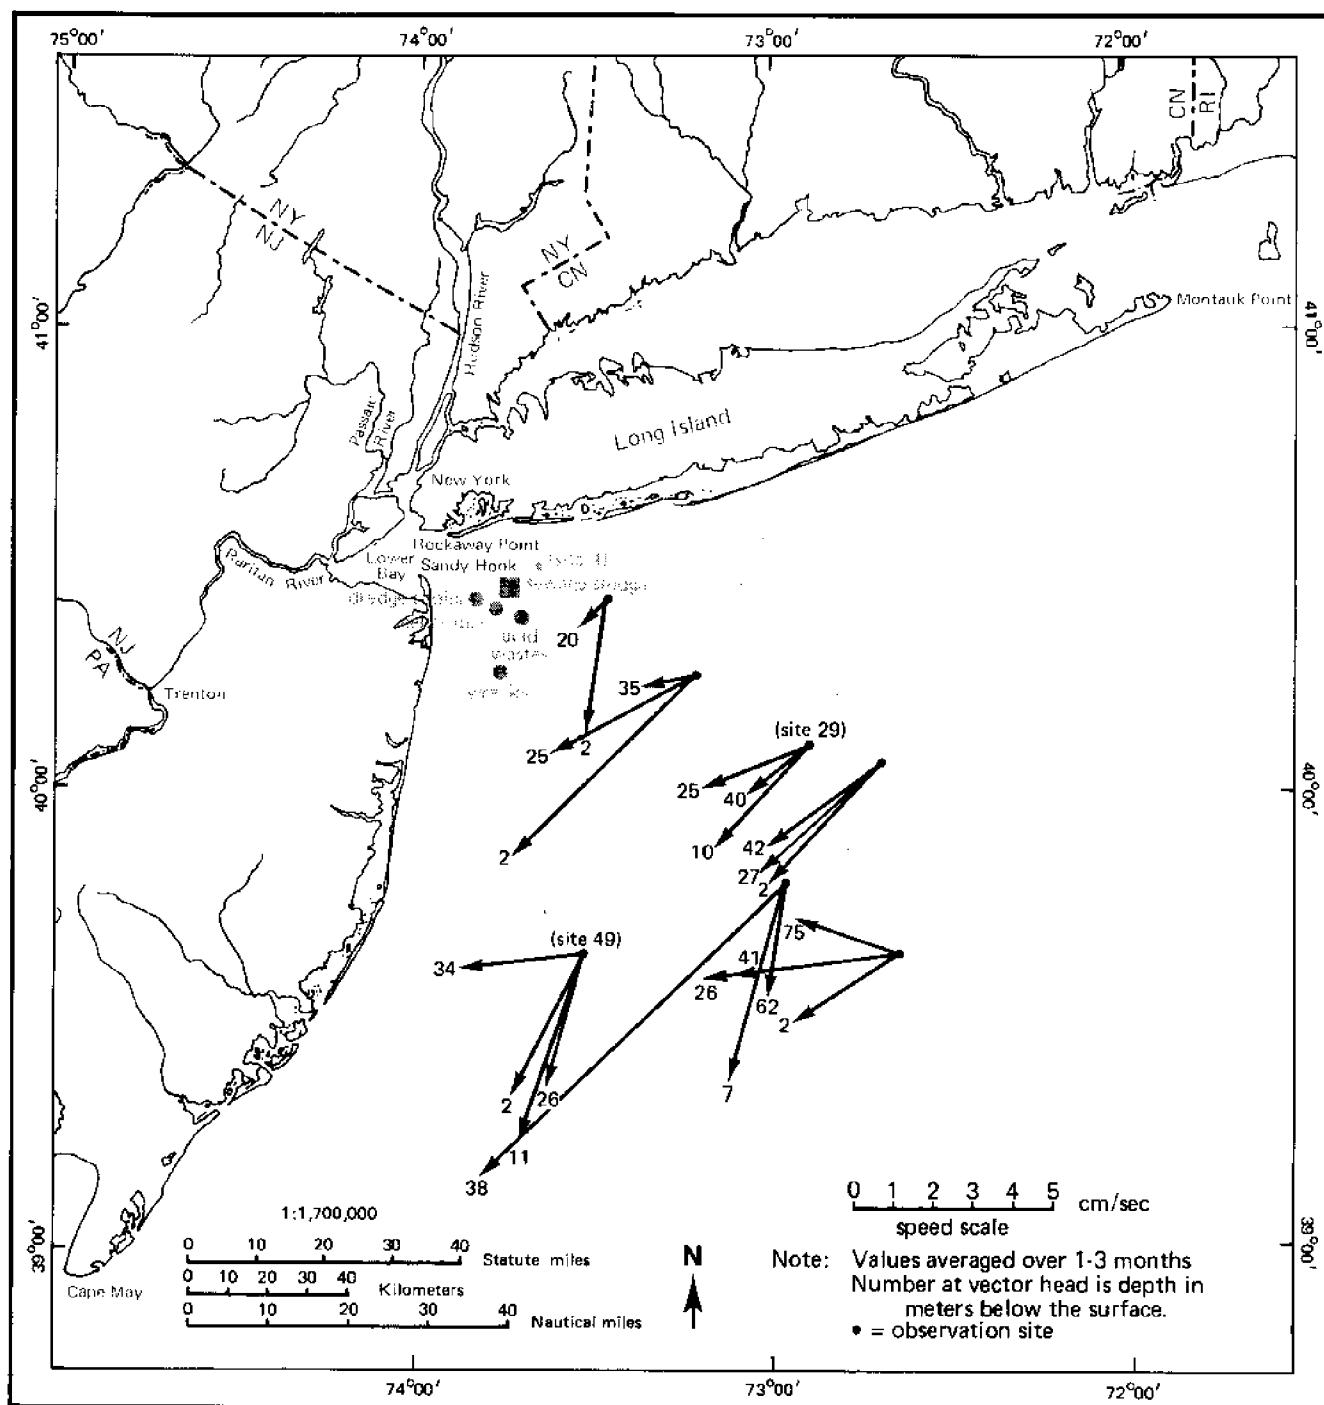 75°00′ 74°00′ 73°00′ 72°00′
CN
RI
NY
NJ
NY
CN
Hudson River
Montauk Point
41°00′
41°00′
Passaic
River
Long Island
New York
Rockaway Point
Lower Sandy Hook
Bay
Raritan River
NJ
PA
Trenton
20
acid
wastes
35
25
2
2
(site 29)
25
40
10
40°00′
40°00′
42
27
2
(site 49)
34
75
41
26
62
2
7
2
26
11
38
1:1,700,000
0 10 20 30 40 Statute miles
0 10 20 30 40 Kilometers
0 10 20 30 40 Nautical miles
Cape May
39°00′
39°00′
N
0 1 2 3 4 5 cm/sec
speed scale
Note: Values averaged over 1-3 months
Number at vector head is depth in
meters below the surface.
• = observation site
74°00′ 73°00′ 72°00′